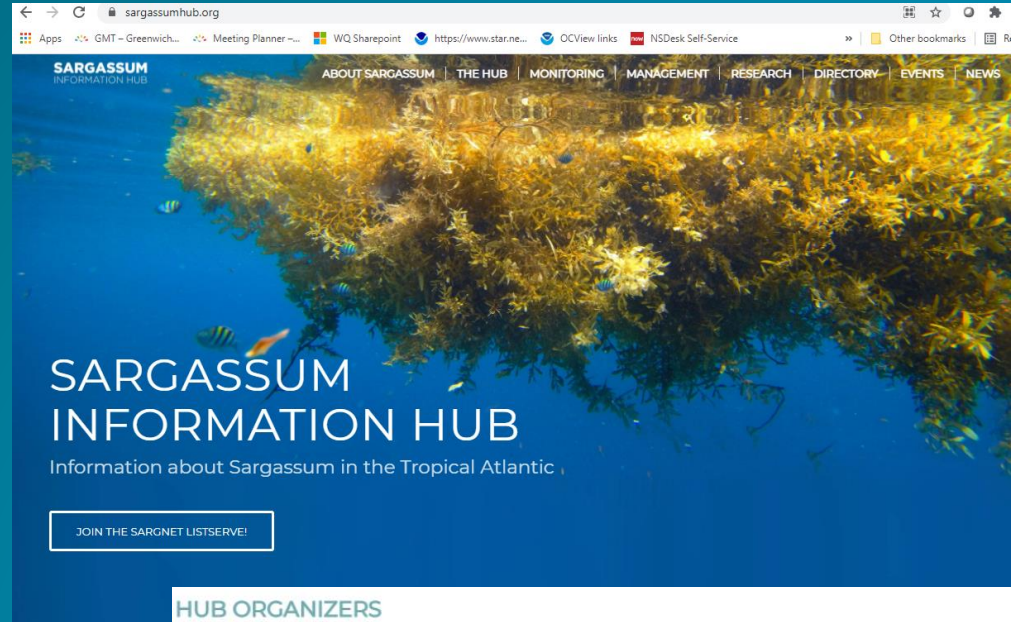 sargassumhub.org
Apps GMT – Greenwich... Meeting Planner –... WQ Sharepoint https://www.star.ne... OCView links now NSDesk Self-Service » Other bookmarks
SARGASSUM
INFORMATION HUB
ABOUT SARGASSUM | THE HUB | MONITORING | MANAGEMENT | RESEARCH | DIRECTORY | EVENTS | NEWS
SARGASSUM
INFORMATION HUB
Information about Sargassum in the Tropical Atlantic
JOIN THE SARGNET LISTSERVE!
HUB ORGANIZERS